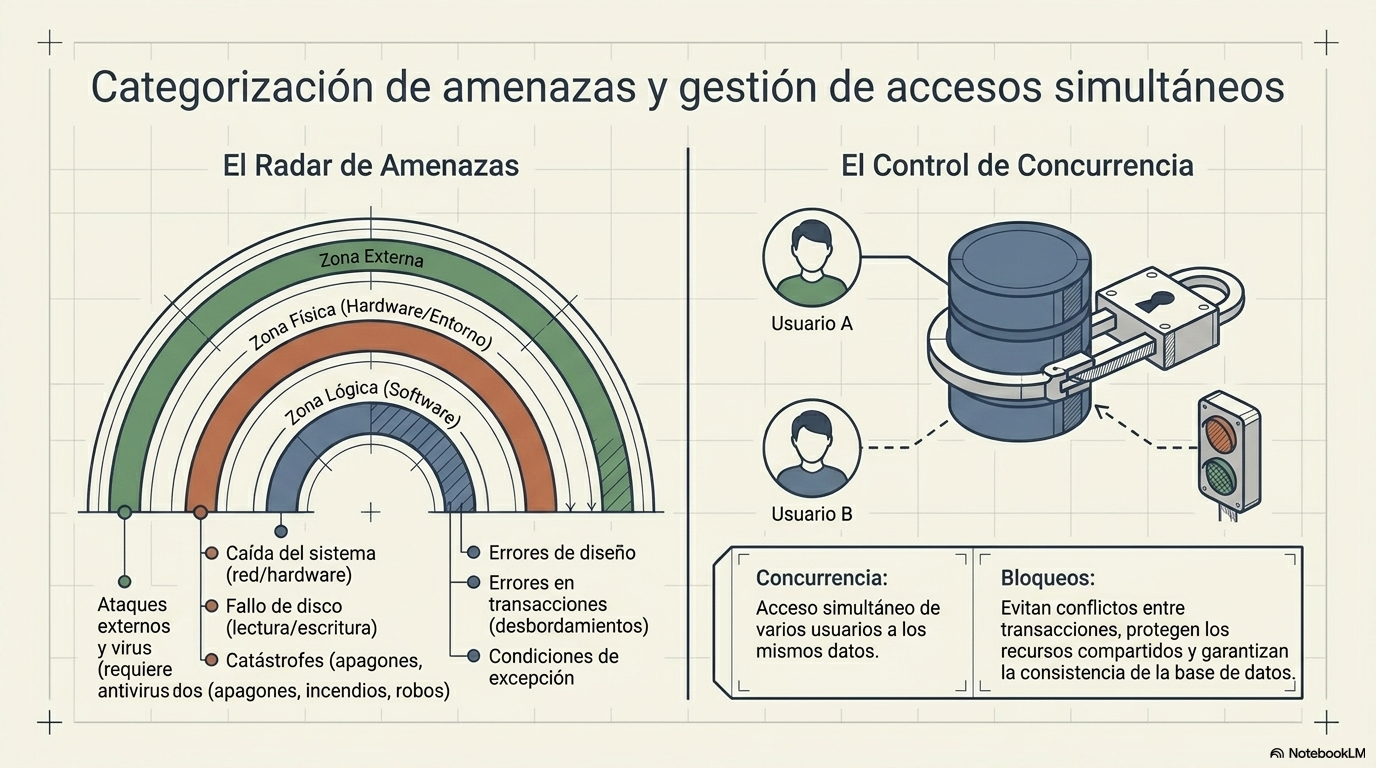 Categorización de amenazas y gestión de accesos simultáneos
El Radar de Amenazas
Zona Externa
Zona Física (Hardware/Entorno)
Zona Lógica (Software)
Ataques
externos
y virus
(requiere
antivirus dos (apagones, incendios, robos)
Caída del sistema
(red/hardware)
Fallo de disco
(lectura/escritura)
Catástrofes (apagones,
Errores de diseño
Errores en
transacciones
(desbordamientos)
Condiciones de
excepción
El Control de Concurrencia
Usuario A
Usuario B
Concurrencia:
Acceso simultáneo de
varios usuarios a los
mismos datos.
Bloqueos:
Evitan conflictos entre
transacciones, protegen los
recursos compartidos y garantizan
la consistencia de la base de datos.
NotebookLM